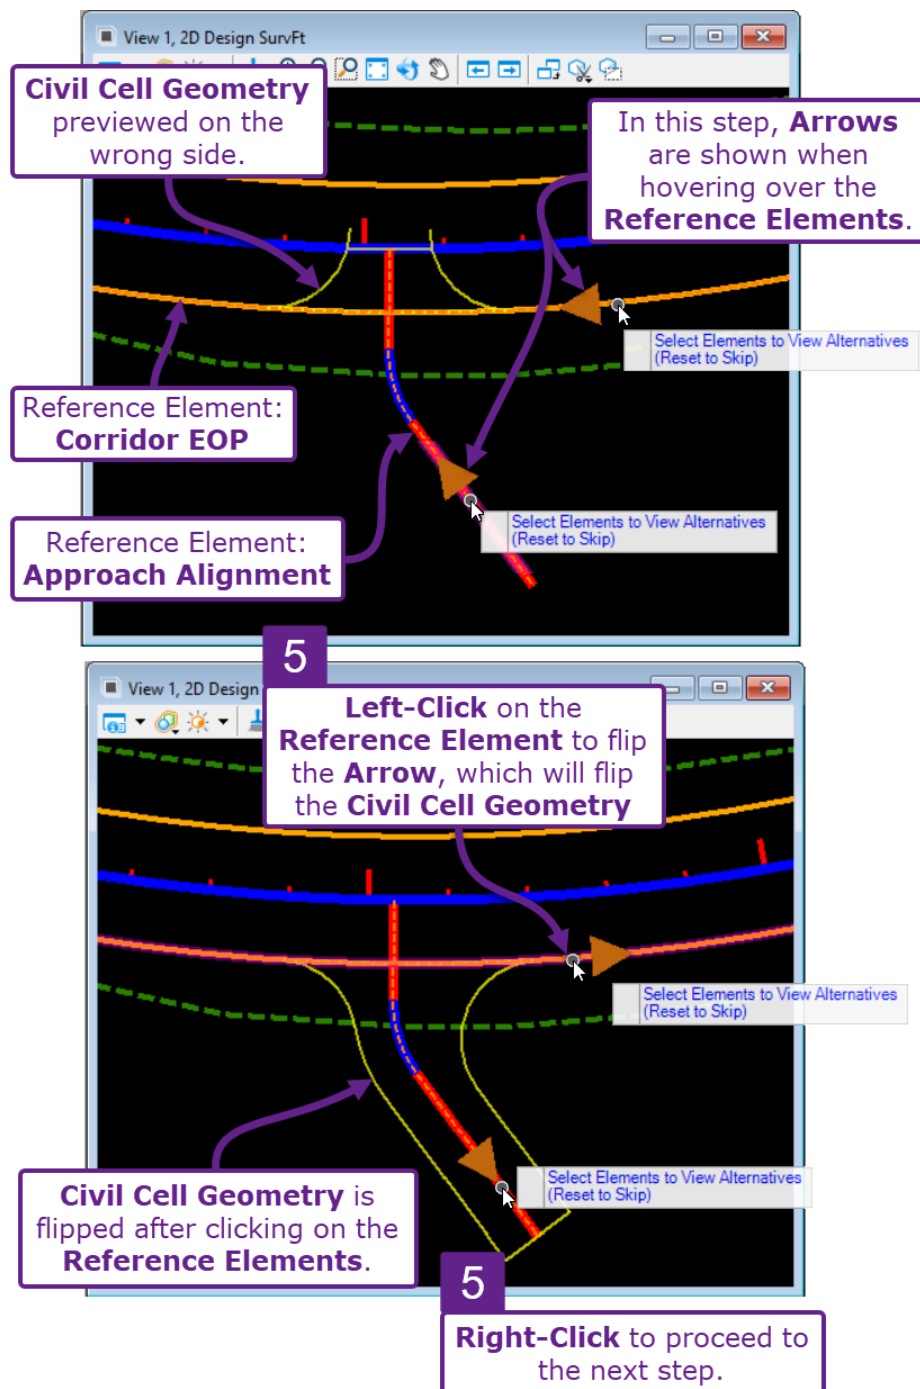 View 1, 2D Design SurvFt
Civil Cell Geometry
previewed on the
wrong side.
In this step, Arrows
are shown when
hovering over the
Reference Elements.
Select Elements to View Alternatives
(Reset to Skip)
Reference Element:
Corridor EOP
Select Elements to View Alternatives
(Reset to Skip)
Reference Element:
Approach Alignment
5
View 1, 2D Design
Left-Click on the
Reference Element to flip
the Arrow, which will flip
the Civil Cell Geometry
Select Elements to View Alternatives
(Reset to Skip)
Select Elements to View Alternatives
(Reset to Skip)
Civil Cell Geometry is
flipped after clicking on the
Reference Elements.
5
Right-Click to proceed to
the next step.